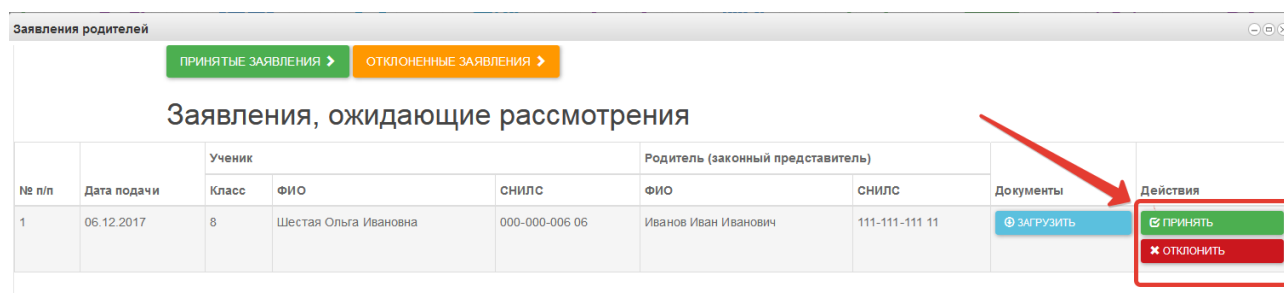 Заявления родителей
ПРИНЯТЫЕ ЗАЯВЛЕНИЯ
ОТКЛОНЕННЫЕ ЗАЯВЛЕНИЯ
Заявления, ожидающие рассмотрения
Ученик Родитель (законный представитель)
№ п/п Дата подачи Класс ФИО СНИЛС ФИО СНИЛС Документы Действия
1 06.12.2017 8 Шестая Ольга Ивановна 000-000-006 06 Иванов Иван Иванович 111-111-111 11 ЗАГРУЗИТЬ ПРИНЯТЬ
ОТКЛОНИТЬ